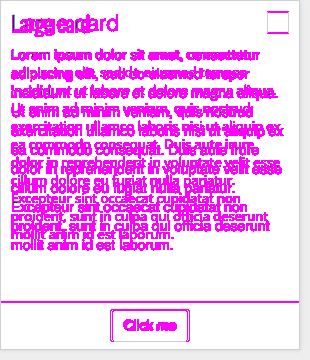 Large card
Lorem ipsum dolor sit amet, consectetur
adipiscing elit, sed do eiusmod tempor
incididunt ut labore et dolore magna aliqua.
Ut enim ad minim veniam, quis nostrud
exercitation ullamco laboris nisi ut aliquip ex
ea commodo consequat. Duis aute irure
dolor in reprehenderit in voluptate velit esse
cillum dolore eu fugiat nulla pariatur.
Excepteur sint occaecat cupidatat non
proident, sunt in culpa qui officia deserunt
mollit anim id est laborum.
Click me